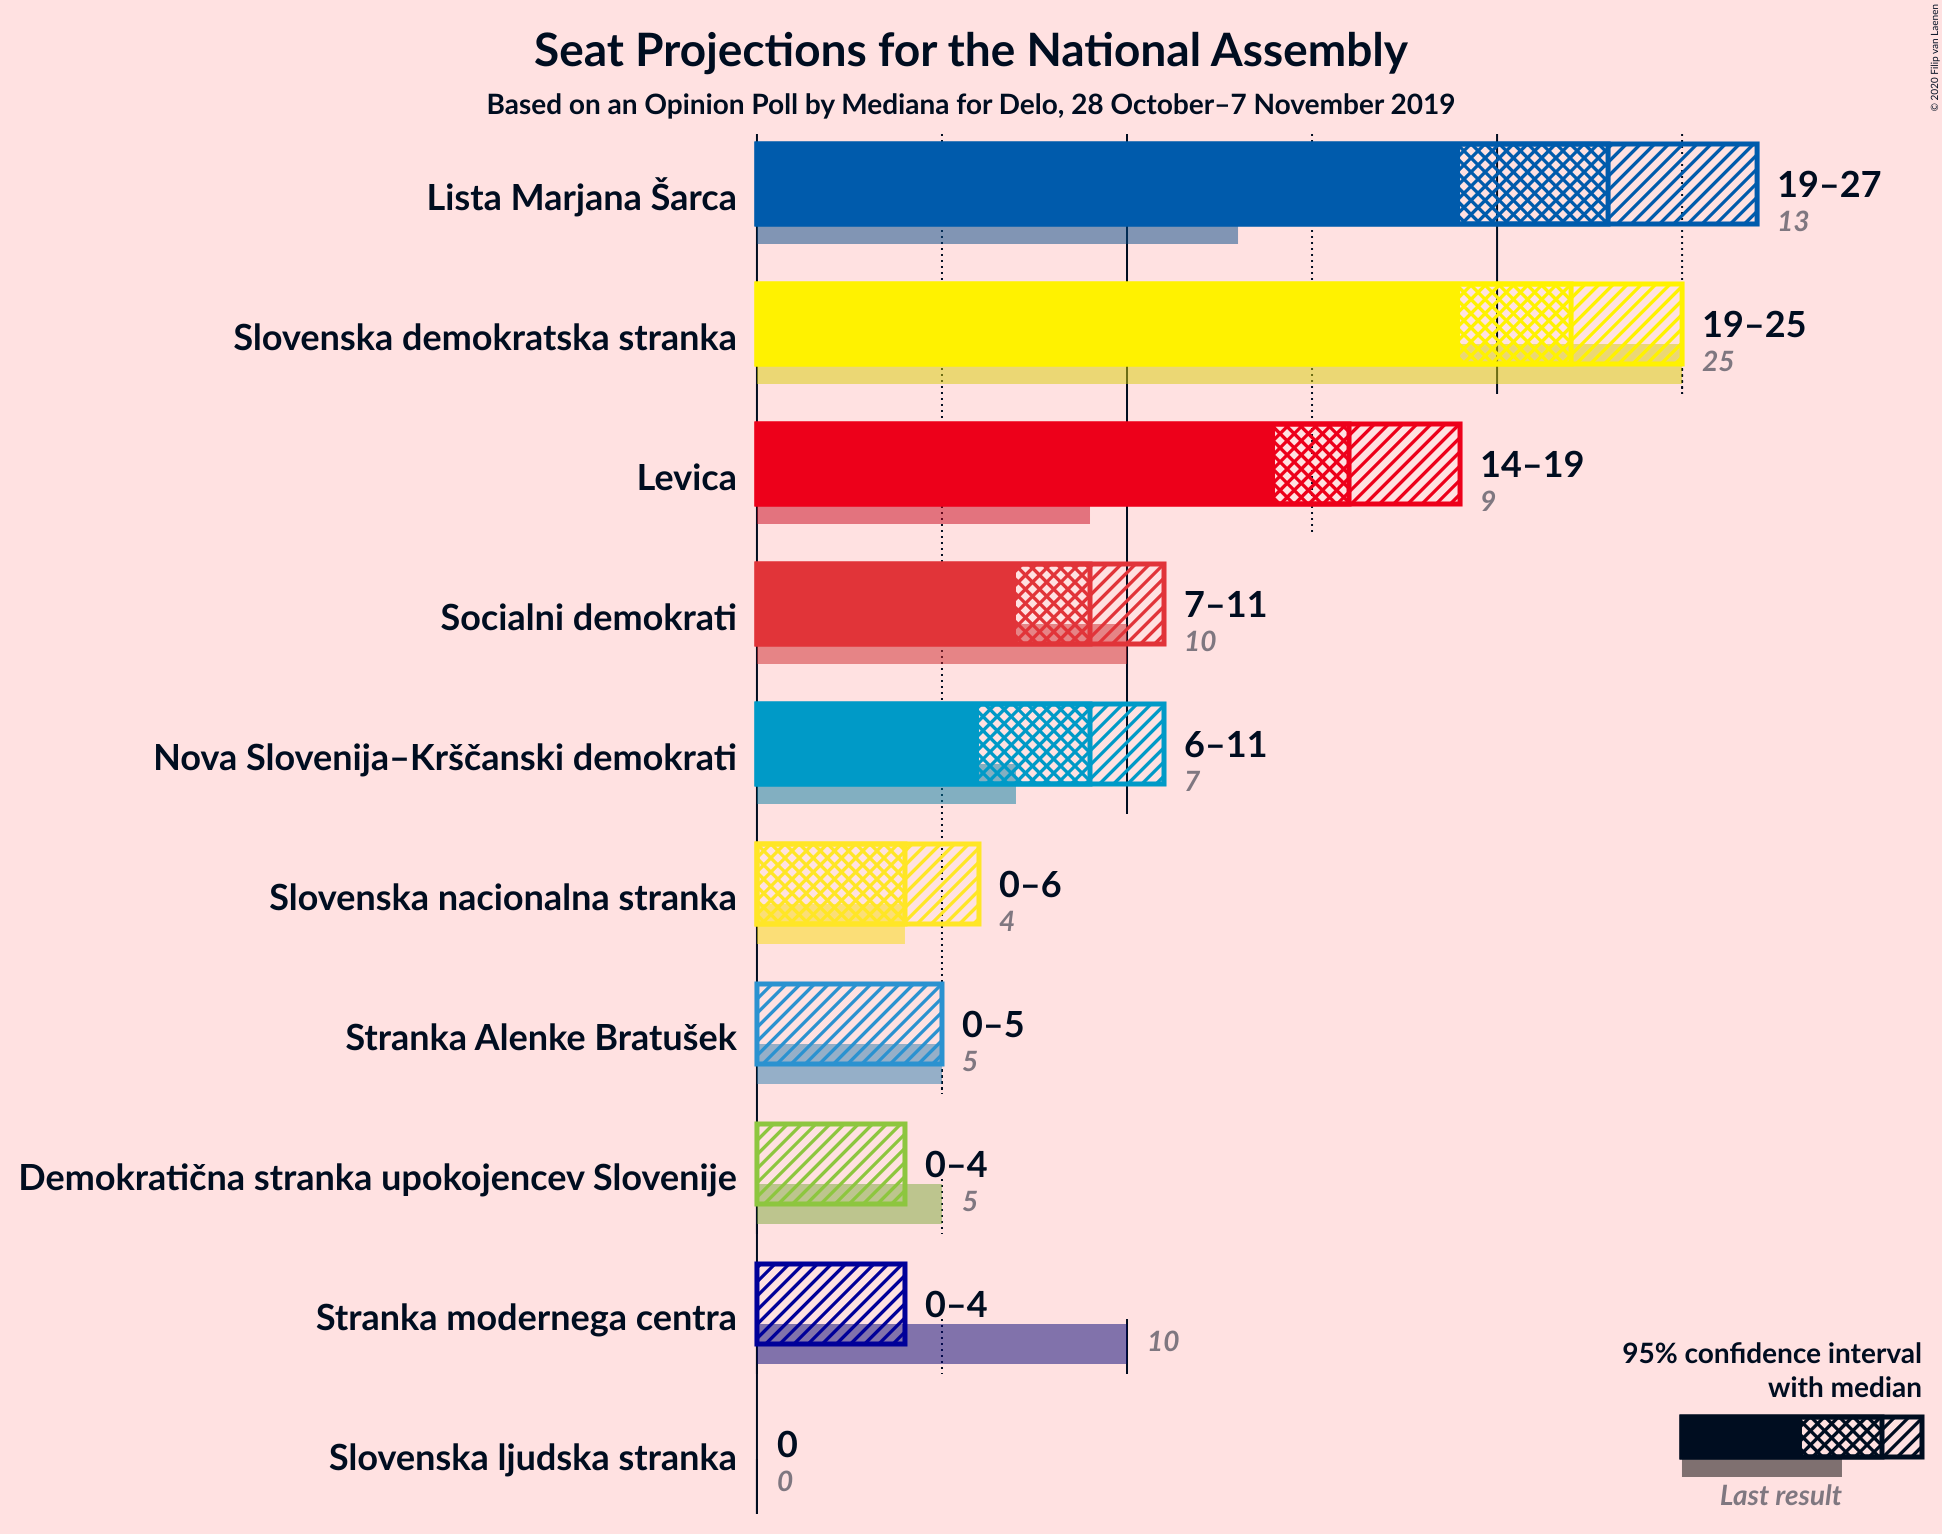 Seat Projections for the National Assembly
Based on an Opinion Poll by Mediana for Delo, 28 October–7 November 2019
© 2020 Filip van Laenen
Lista Marjana Šarca
19–27
13
Slovenska demokratska stranka
19–25
25
Levica
14–19
9
Socialni demokrati
7–11
10
Nova Slovenija–Krščanski demokrati
6–11
7
Slovenska nacionalna stranka
0–6
4
Stranka Alenke Bratušek
0–5
5
Demokratična stranka upokojencev Slovenije
0–4
5
Stranka modernega centra
0–4
10
Slovenska ljudska stranka
0
0
95% confidence interval
with median
Last result